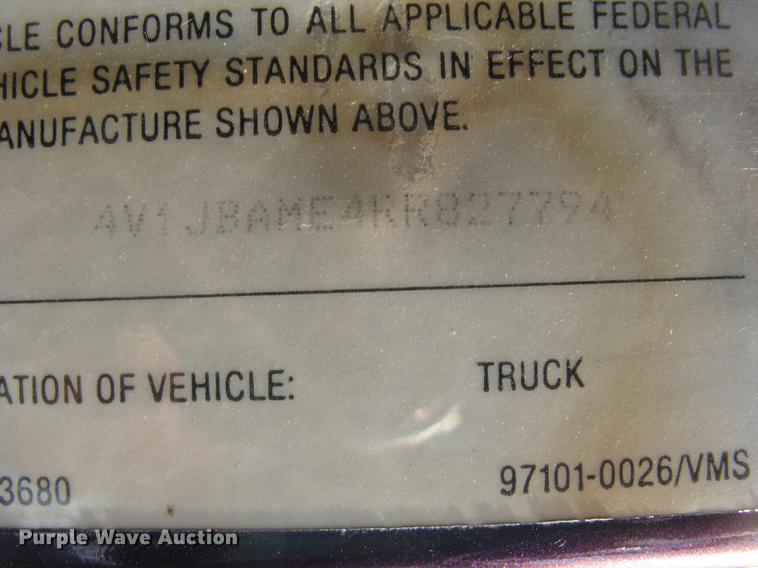 CLE CONFORMS TO ALL APPLICABLE FEDERAL
HICLE SAFETY STANDARDS IN EFFECT ON THE
ANUFACTURE SHOWN ABOVE.
4V1JBAME4RR827794
ATION OF VEHICLE: TRUCK
3680 97101-0026/VMS
Purple Wave Auction